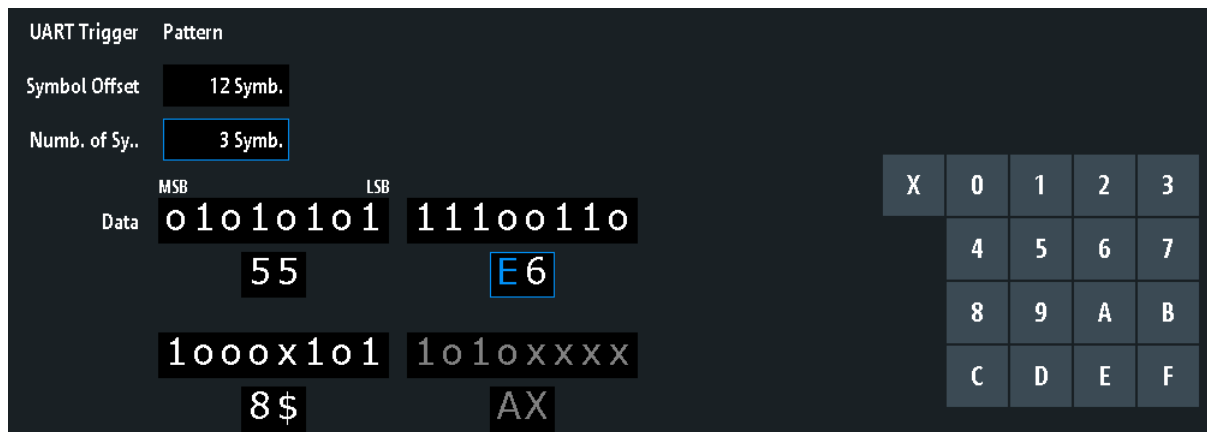 UART Trigger Pattern
Symbol Offset 12 Symb.
Numb. of Sy.. 3 Symb.
MSB LSB
Data o1o1o1o1 111oo11o
55 E6
1ooox1o1 1o1oxxxx
8$ AX
X 0 1 2 3
4 5 6 7
8 9 A B
C D E F